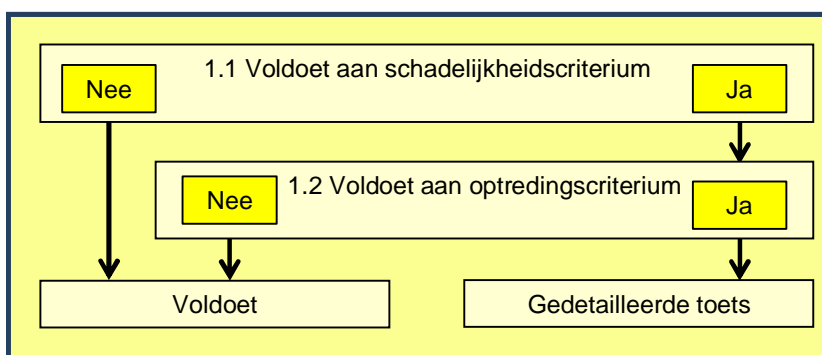 1.1 Voldoet aan schadelijkheidscriterium
Nee
Ja
1.2 Voldoet aan optredingscriterium
Nee
Ja
Voldoet
Gedetailleerde toets